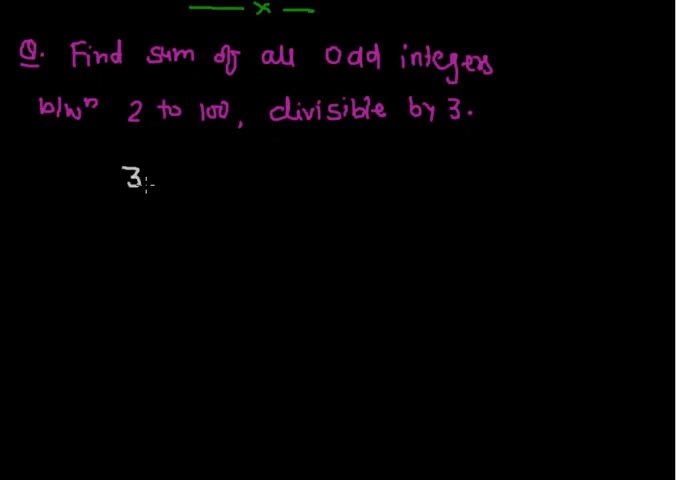 x
Q. Find sum of all odd integers
b/wn 2 to 100, divisible by 3.
3